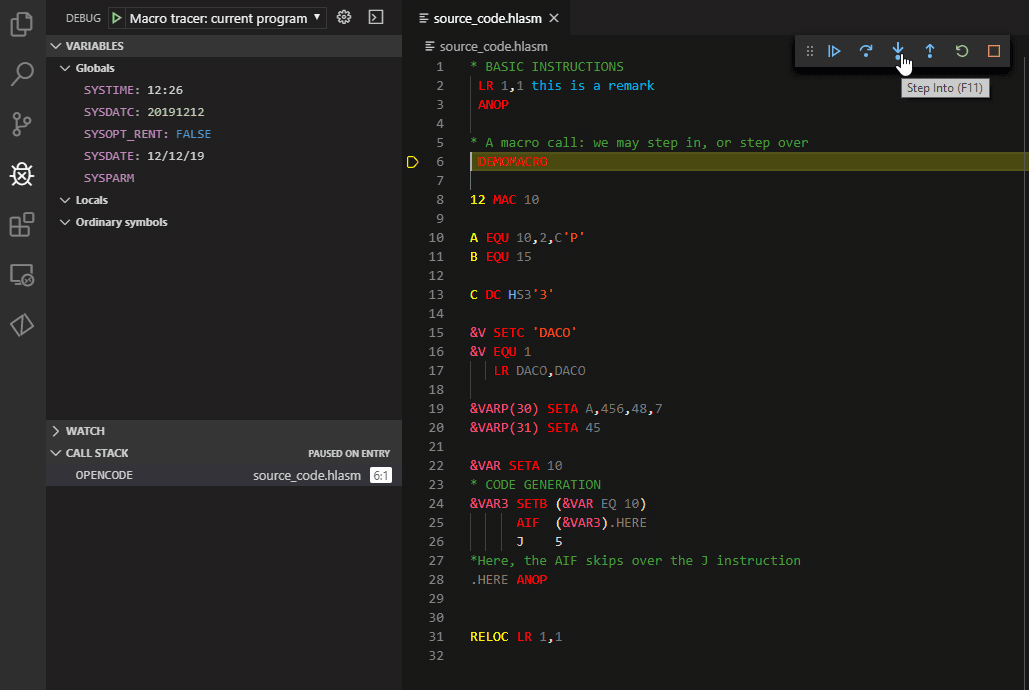 DEBUG Macro tracer: current program
VARIABLES
Globals
SYSTIME: 12:26
SYSDATC: 20191212
SYSOPT_RENT: FALSE
SYSDATE: 12/12/19
SYSPARM
Locals
Ordinary symbols
WATCH
CALL STACK PAUSED ON ENTRY
OPENCODE source_code.hlasm 6:1
source_code.hlasm
source_code.hlasm
Step Into (F11)
1 * BASIC INSTRUCTIONS
2 LR 1,1 this is a remark
3 ANOP
4
5 * A macro call: we may step in, or step over
6 DEMOMACRO
7
8 12 MAC 10
9
10 A EQU 10,2,C'P'
11 B EQU 15
12
13 C DC HS3'3'
14
15 &V SETC 'DACO'
16 &V EQU 1
17 LR DACO,DACO
18
19 &VARP(30) SETA A,456,48,7
20 &VARP(31) SETA 45
21
22 &VAR SETA 10
23 * CODE GENERATION
24 &VAR3 SETB (&VAR EQ 10)
25 AIF (&VAR3).HERE
26 J 5
27 *Here, the AIF skips over the J instruction
28 .HERE ANOP
29
30
31 RELOC LR 1,1
32